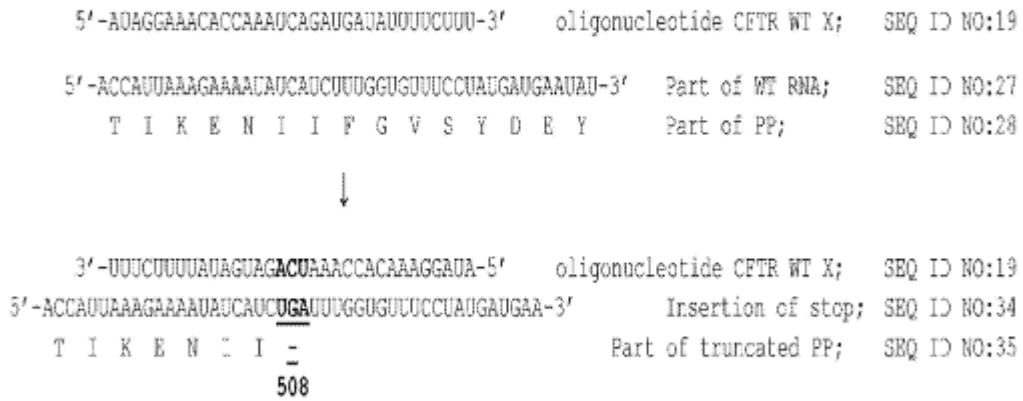 5′-AUAGGAAACACCAAAUCAGAUGAUAUUUUCUUU-3′ oligonucleotide CFTR WT X; SEQ ID NO:19
5′-ACCAUUAAAGAAAAUAUCAUCUUUGGUGUUUCCUAUGAUGAAUAU-3′ Part of WT RNA; SEQ ID NO:27
T I K E N I I F G V S Y D E Y Part of PP; SEQ ID NO:28
↓
3′-UUUCUUUUAUAGUAGACUAAACCACAAAGGAUA-5′ oligonucleotide CFTR WT X; SEQ ID NO:19
5′-ACCAUUAAAGAAAAUAUCAUCUGAUUUGGUGUUUCCUAUGAUGAA-3′ Insertion of stop; SEQ ID NO:34
T I K E N I I - Part of truncated PP; SEQ ID NO:35
508